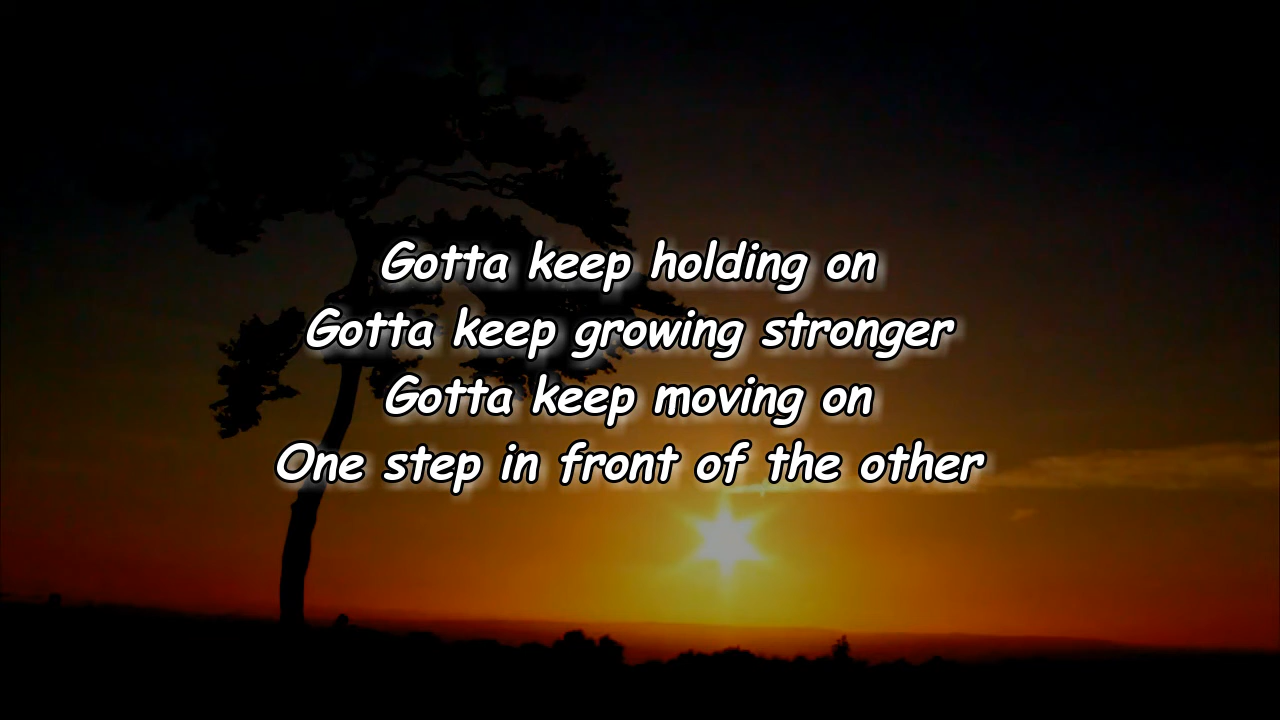 Gotta keep holding on
Gotta keep growing stronger
Gotta keep moving on
One step in front of the other